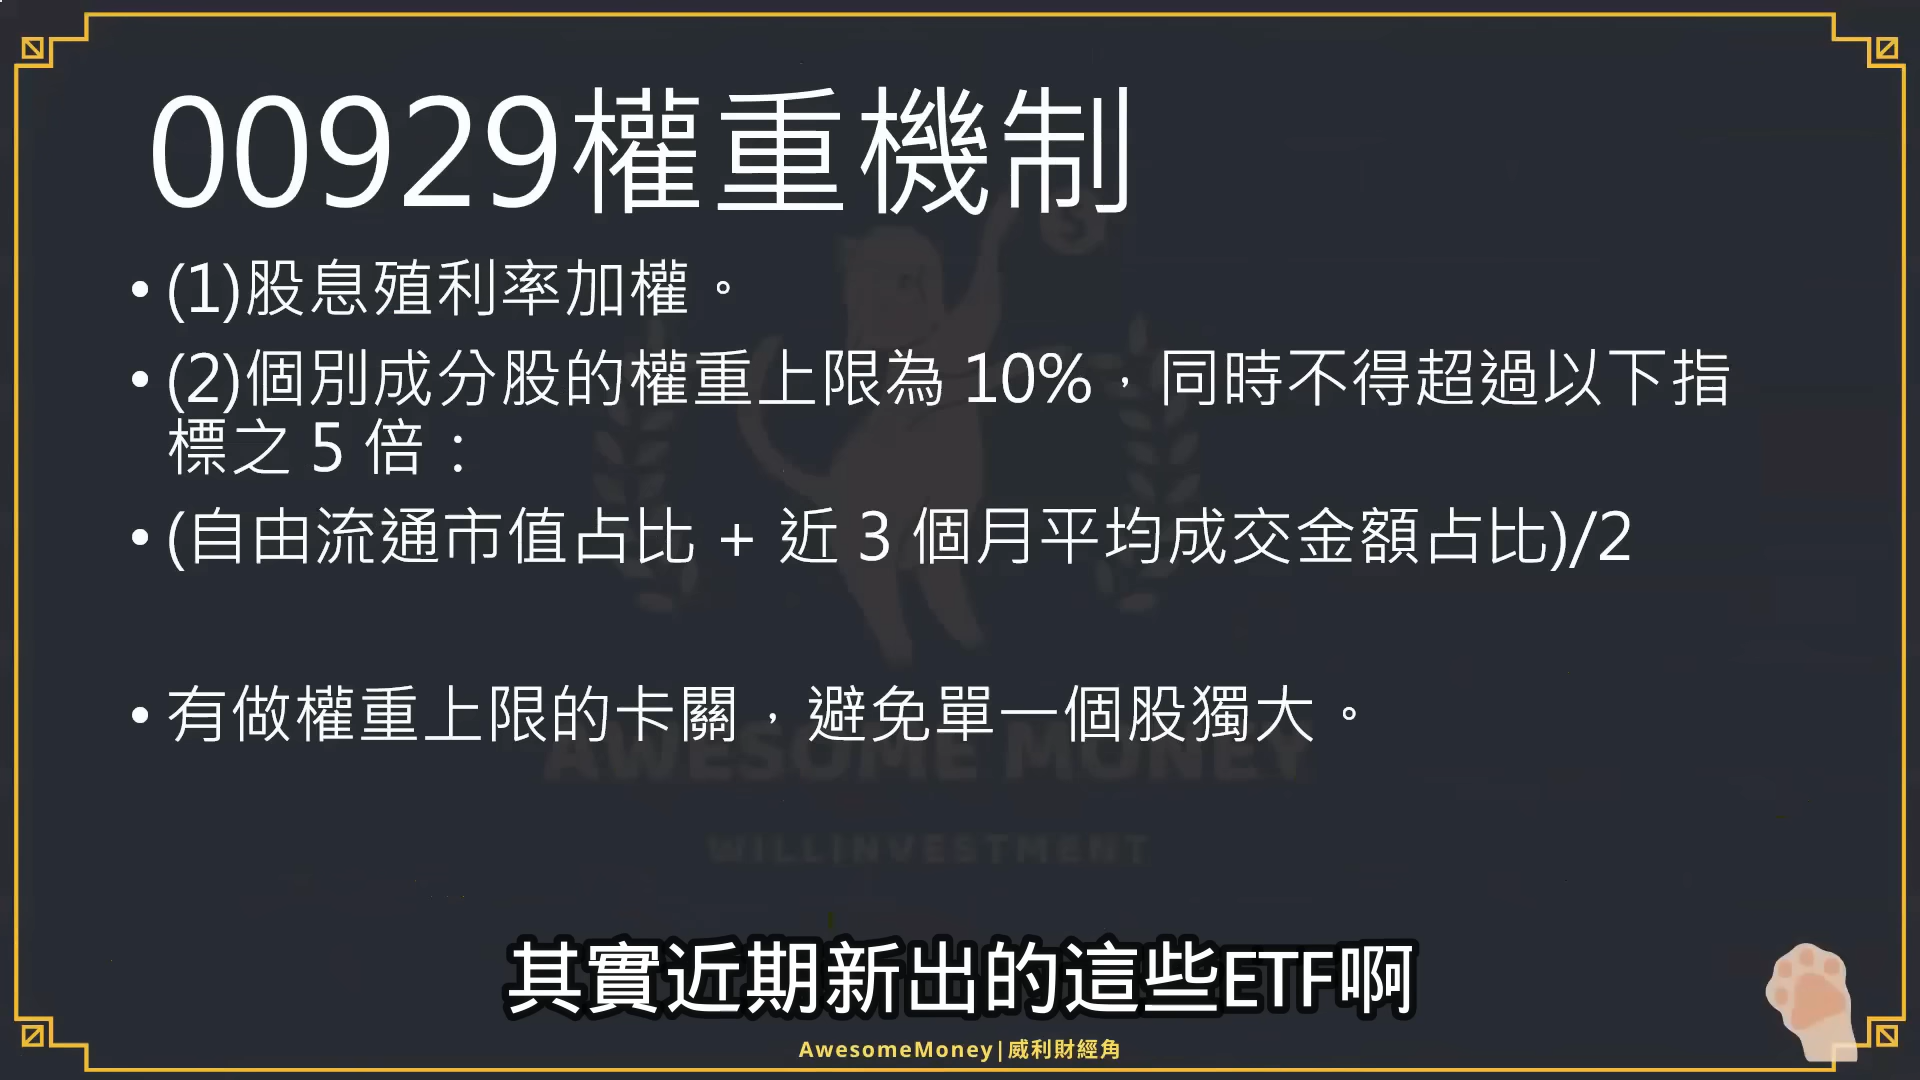 00929權重機制
• (1)股息殖利率加權。
• (2)個別成分股的權重上限為 10%，同時不得超過以下指
標之 5 倍：
• (自由流通市值占比 + 近 3 個月平均成交金額占比)/2
• 有做權重上限的卡關，避免單一個股獨大。
AWESOME MONEY
WILLINVESTMENT
其實近期新出的這些ETF啊
AwesomeMoney|威利財經角